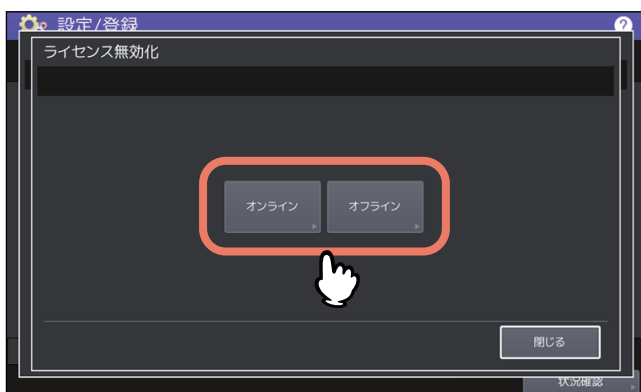 設定/登録
?
ライセンス無効化
オンライン
オフライン
閉じる
状況確認